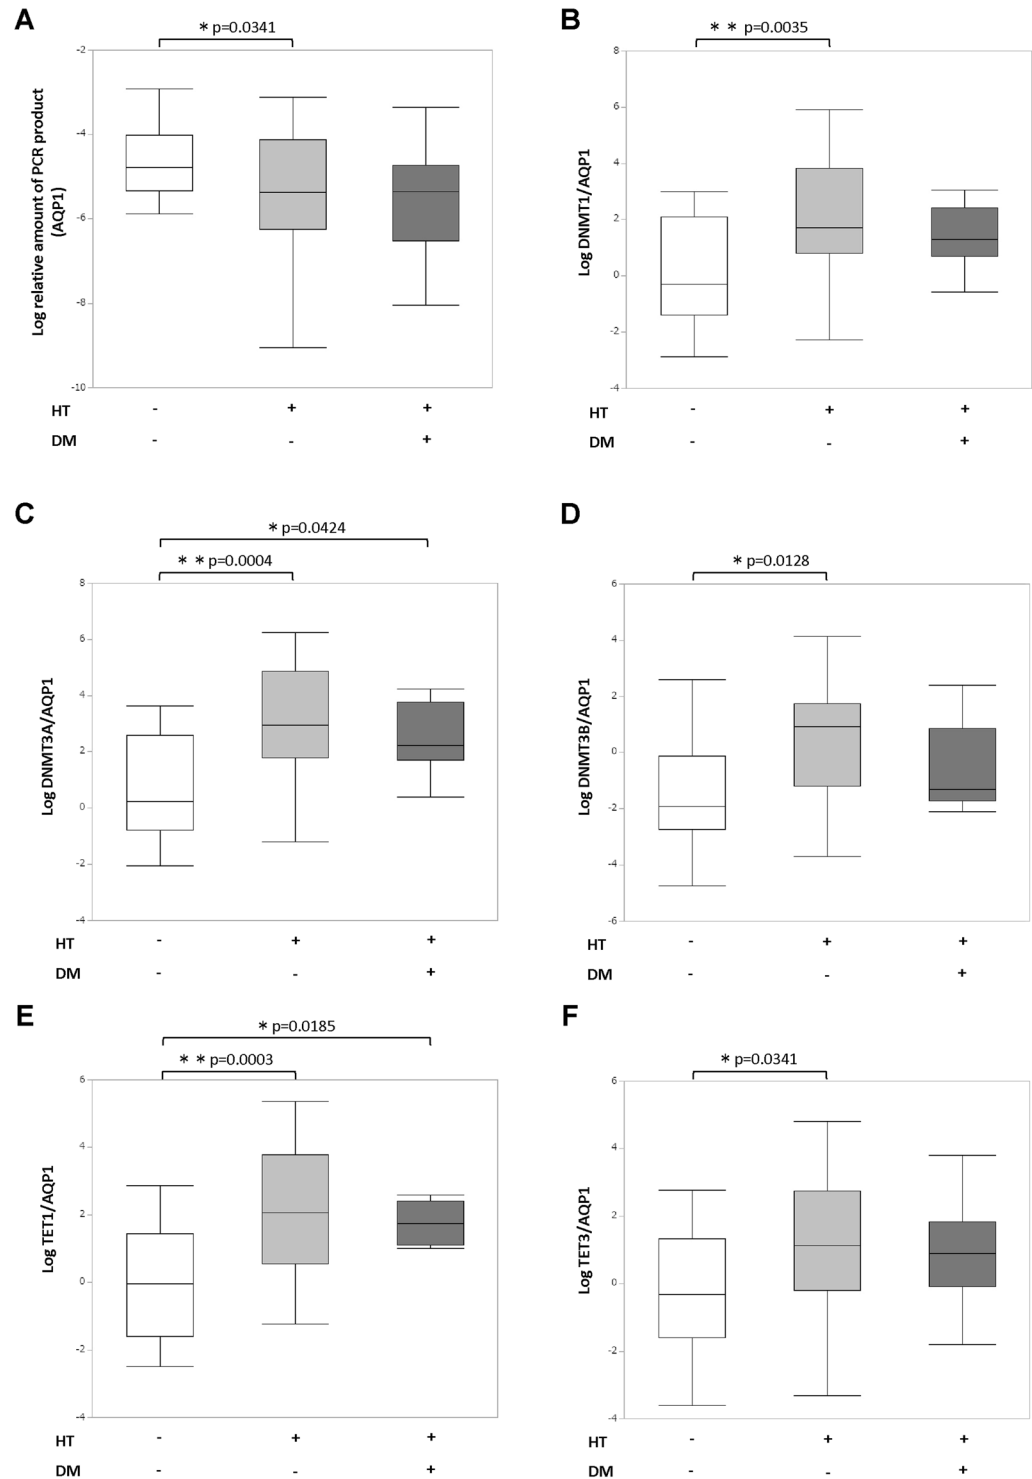 A
B
* p=0.0341
* * p=0.0035
-2
-4
-6
-8
-10
Log relative amount of PCR product
(AQP1)
8
6
4
2
0
-2
-4
Log DNMT1/AQP1
HT - + +
DM - - +
HT - + +
DM - - +
C
D
* p=0.0424
* * p=0.0004
* p=0.0128
8
6
4
2
0
-2
-4
Log DNMT3A/AQP1
6
4
2
0
-2
-4
-6
Log DNMT3B/AQP1
HT - + +
DM - - +
HT - + +
DM - - +
E
F
* p=0.0185
* * p=0.0003
* p=0.0341
6
4
2
0
-2
-4
Log TET1/AQP1
6
4
2
0
-2
-4
Log TET3/AQP1
HT - + +
DM - - +
HT - + +
DM - - +